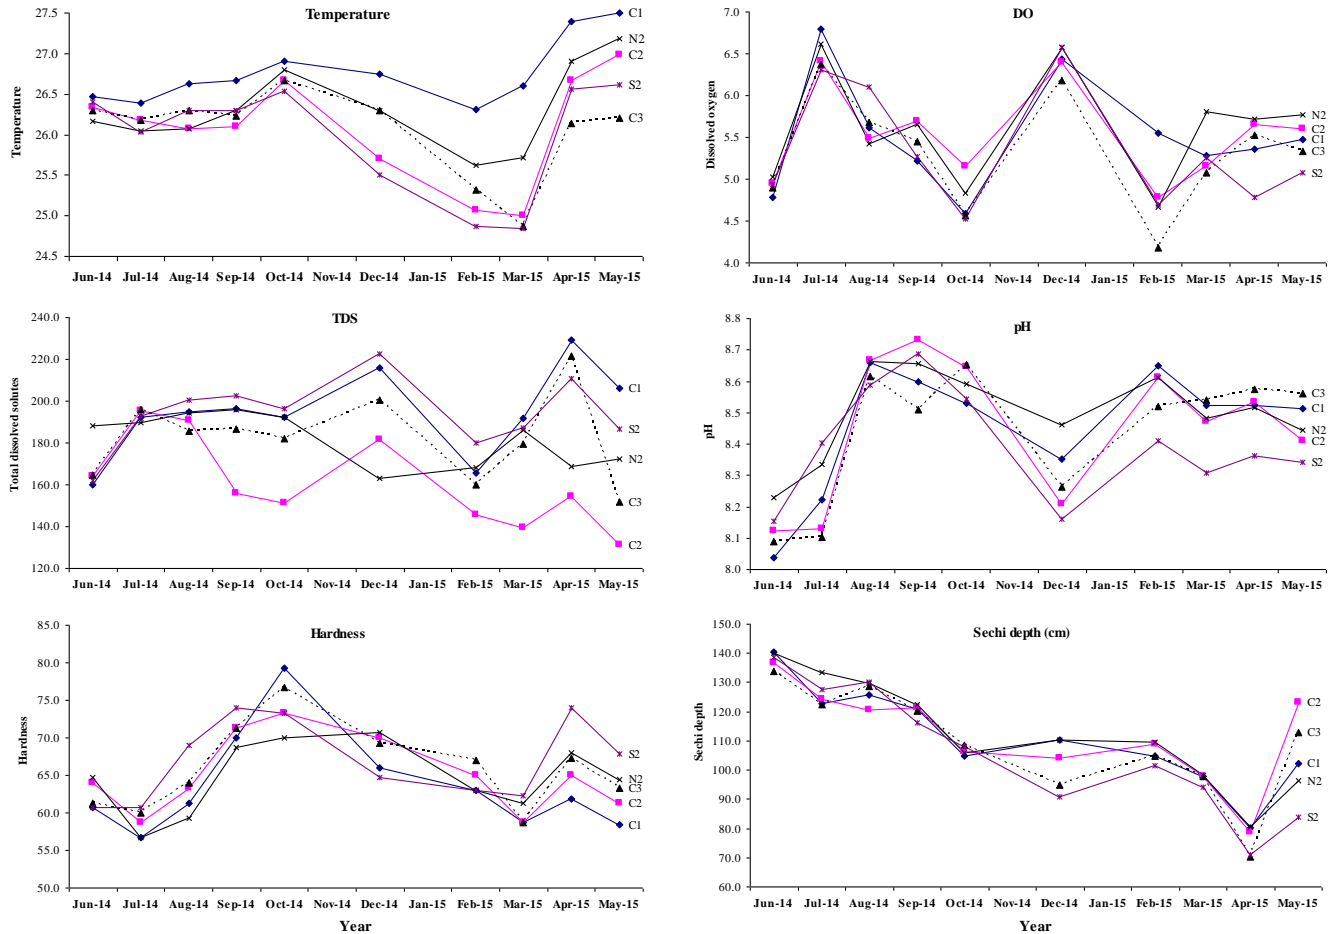 Temperature
27.5
27.0
26.5
26.0
25.5
25.0
24.5
Temperature
C1
N2
C2
S2
C3
Jun-14 Jul-14 Aug-14 Sep-14 Oct-14 Nov-14 Dec-14 Jan-15 Feb-15 Mar-15 Apr-15 May-15
DO
7.0
6.5
6.0
5.5
5.0
4.5
4.0
Dissolved oxygen
N2
C2
C1
C3
S2
Jun-14 Jul-14 Aug-14 Sep-14 Oct-14 Nov-14 Dec-14 Jan-15 Feb-15 Mar-15 Apr-15 May-15
TDS
240.0
220.0
200.0
180.0
160.0
140.0
120.0
Total dissolved solutes
C1
S2
N2
C3
C2
Jun-14 Jul-14 Aug-14 Sep-14 Oct-14 Nov-14 Dec-14 Jan-15 Feb-15 Mar-15 Apr-15 May-15
pH
8.8
8.7
8.6
8.5
8.4
8.3
8.2
8.1
8.0
pH
C3
C1
N2
C2
S2
Jun-14 Jul-14 Aug-14 Sep-14 Oct-14 Nov-14 Dec-14 Jan-15 Feb-15 Mar-15 Apr-15 May-15
Hardness
85.0
80.0
75.0
70.0
65.0
60.0
55.0
50.0
Hardness
S2
N2
C3
C2
C1
Jun-14 Jul-14 Aug-14 Sep-14 Oct-14 Nov-14 Dec-14 Jan-15 Feb-15 Mar-15 Apr-15 May-15
Year
Sechi depth (cm)
150.0
140.0
130.0
120.0
110.0
100.0
90.0
80.0
70.0
60.0
Sechi depth
C2
C3
C1
N2
S2
Jun-14 Jul-14 Aug-14 Sep-14 Oct-14 Nov-14 Dec-14 Jan-15 Feb-15 Mar-15 Apr-15 May-15
Year